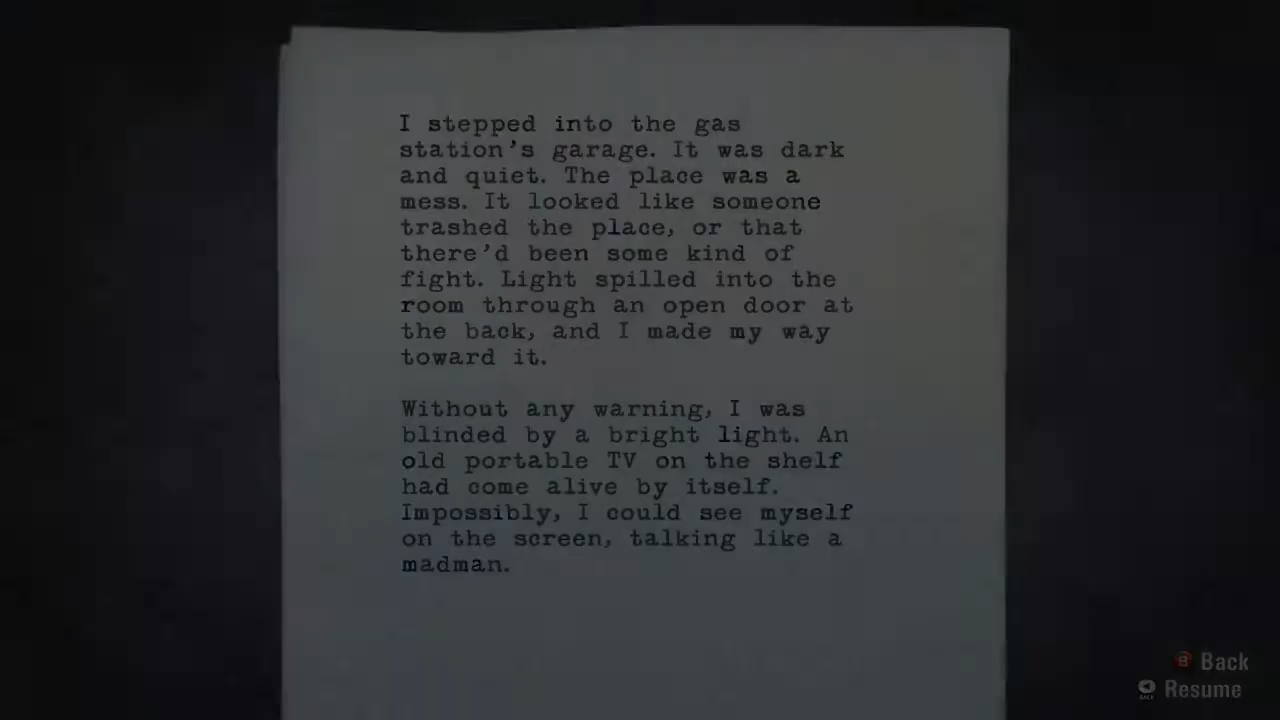 I stepped into the gas
station's garage. It was dark
and quiet. The place was a
mess. It looked like someone
trashed the place, or that
there'd been some kind of
fight. Light spilled into the
room through an open door at
the back, and I made my way
toward it.
Without any warning, I was
blinded by a bright light. An
old portable TV on the shelf
had come alive by itself.
Impossibly, I could see myself
on the screen, talking like a
madman.
B Back
BACK Resume